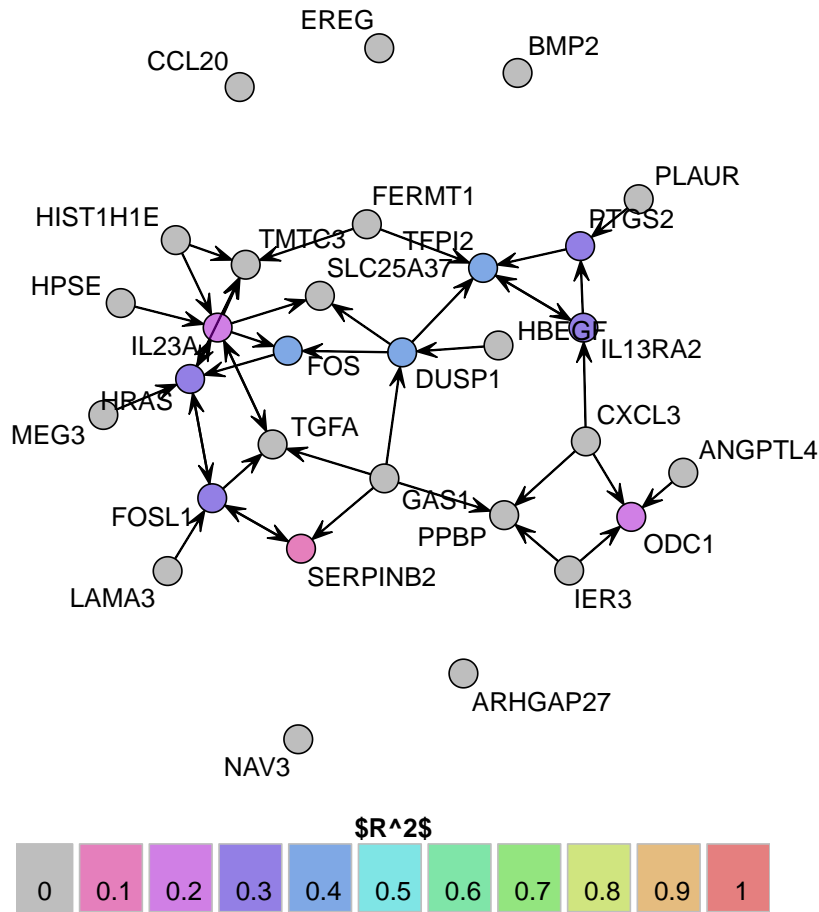 EREG
BMP2
CCL20
PLAUR
FERMT1
HIST1H1E
PTGS2
TMTC3
TFPI2
SLC25A37
HPSE
HBEGF
IL23A
IL13RA2
FOS
DUSP1
HRAS
CXCL3
MEG3
TGFA
ANGPTL4
GAS1
FOSL1
PPBP
ODC1
SERPINB2
LAMA3
IER3
ARHGAP27
NAV3
$R^2$
0 0.1 0.2 0.3 0.4 0.5 0.6 0.7 0.8 0.9 1